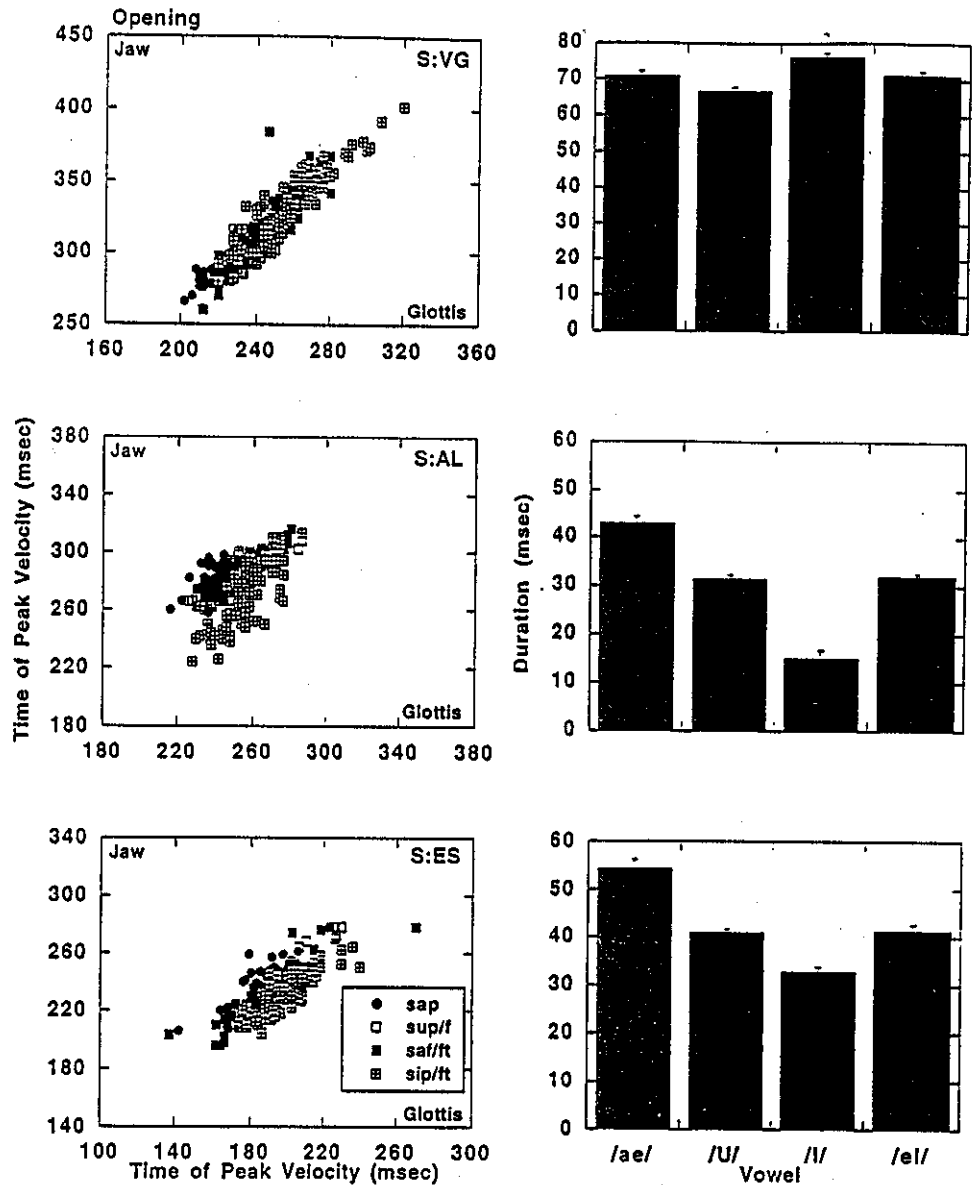 Opening
Jaw
S:VG
450
400
350
300
250
Glottis
160 200 240 280 320 360
80
70
60
50
40
30
20
10
0
Time of Peak Velocity (msec)
Jaw
S:AL
380
340
300
260
220
180
Glottis
180 220 260 300 340 380
Duration (msec)
60
50
40
30
20
10
0
Jaw
S:ES
340
300
260
220
180
140
sap
sup/f
saf/ft
sip/ft
Glottis
100 140 180 220 260 300
Time of Peak Velocity (msec)
60
50
40
30
20
10
0
/ae/ /U/ /I/ /eI/
Vowel